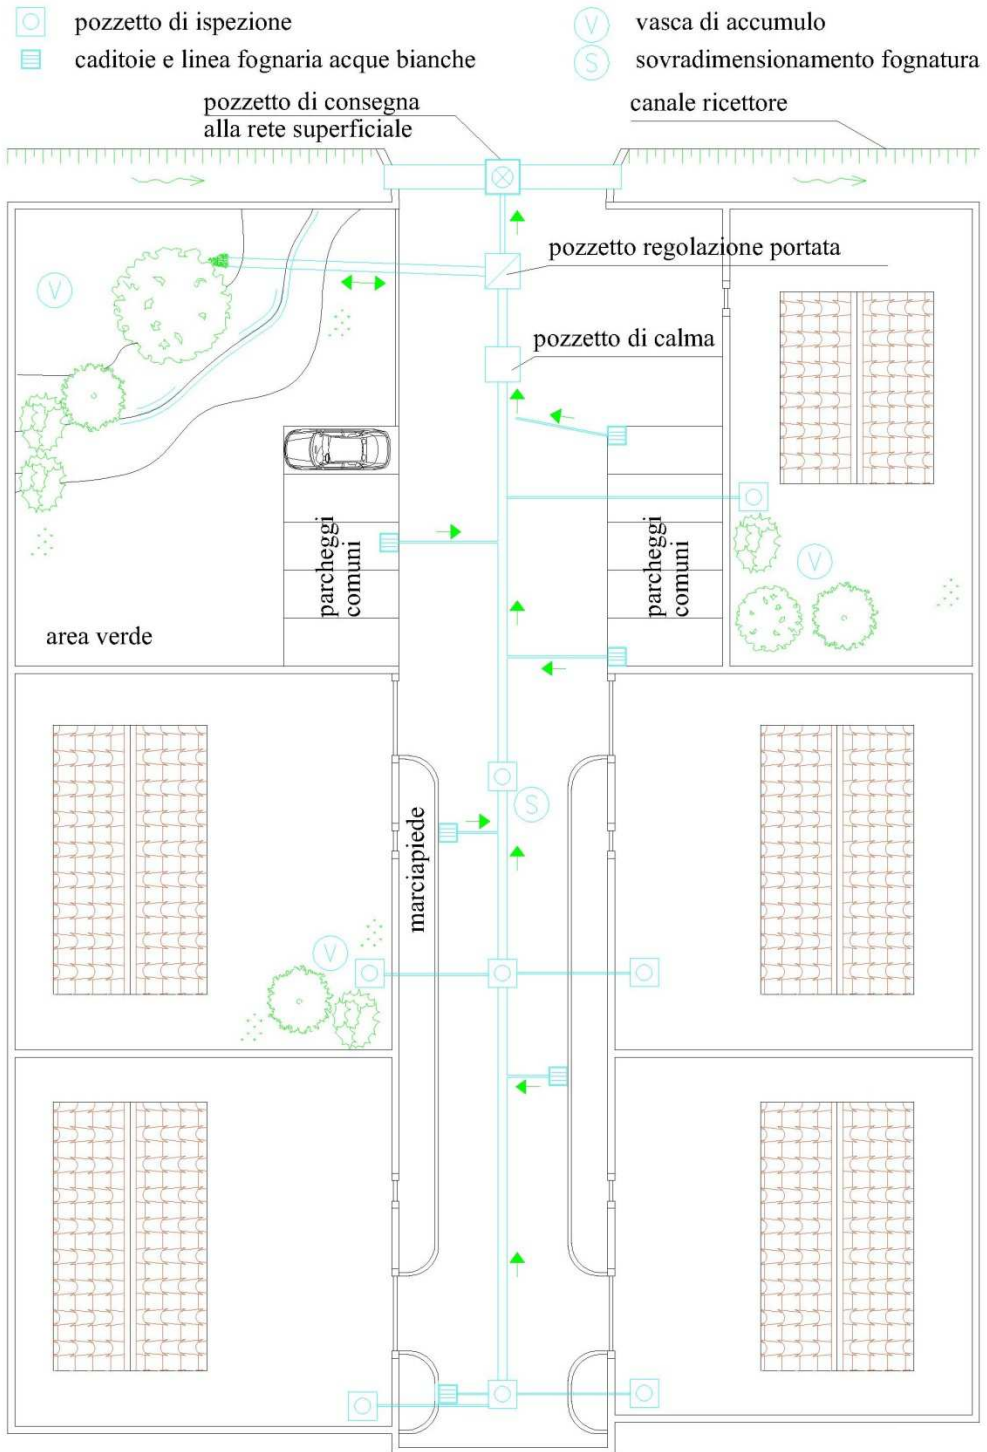 pozzetto di ispezione
vasca di accumulo
caditoie e linea fognaria acque bianche
sovradimensionamento fognatura
pozzetto di consegna
alla rete superficiale
canale ricettore
V
S
pozzetto regolazione portata
V
pozzetto di calma
parcheggi
comuni
parcheggi
comuni
V
area verde
S
marciapiede
V